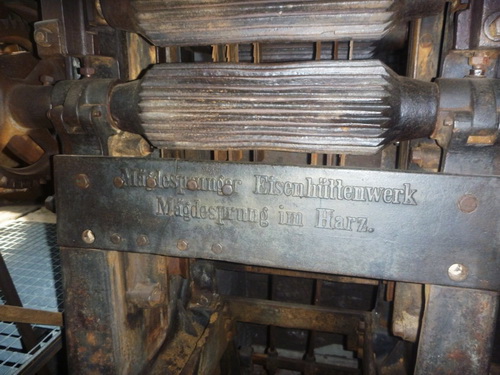 Mägdesprunger Eisenhüttenwerk
Mägdesprung im Harz.